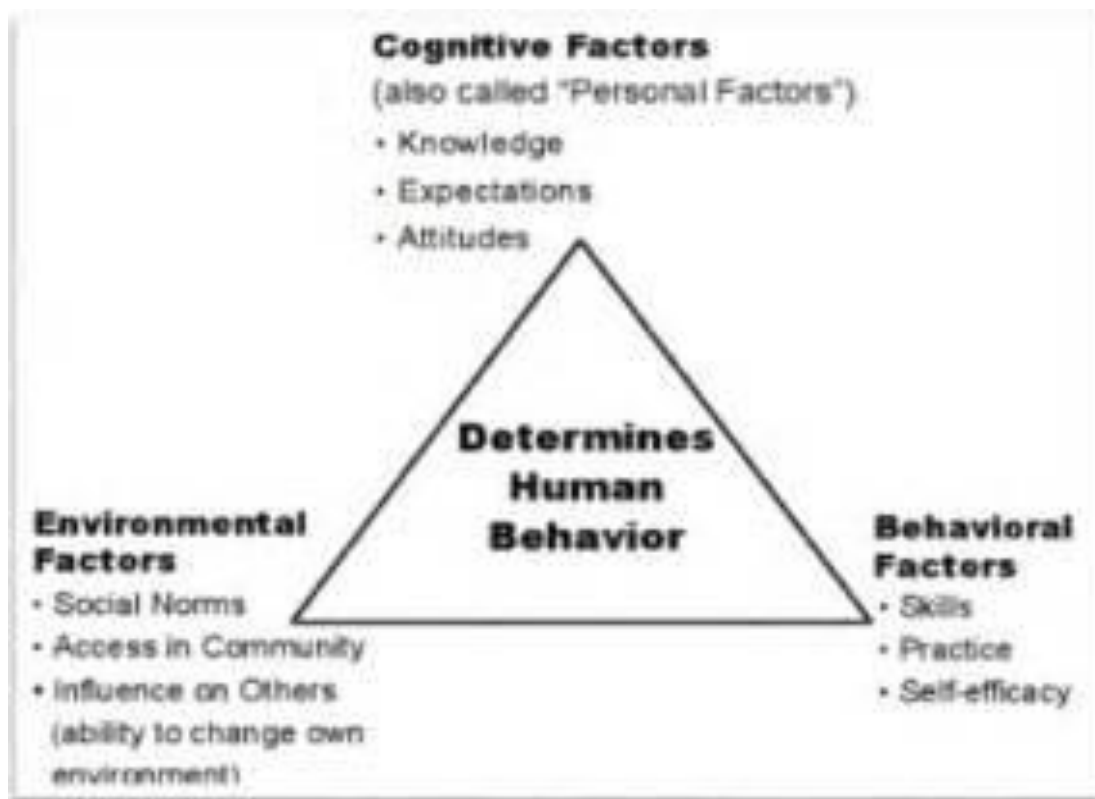 Cognitive Factors
(also called "Personal Factors")
• Knowledge
• Expectations
• Attitudes
Determines
Human
Behavior
Environmental
Factors
• Social Norms
• Access in Community
• Influence on Others
(ability to change own
environment)
Behavioral
Factors
• Skills
• Practice
• Self-efficacy